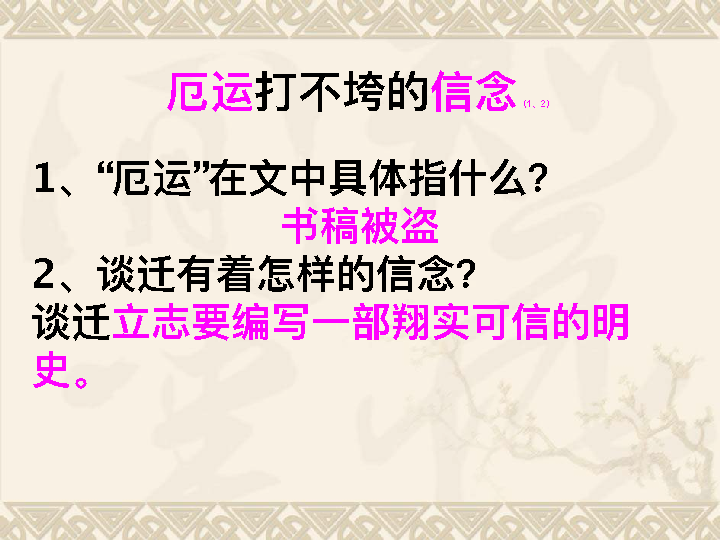 厄运打不垮的信念（1、2）
1、“厄运”在文中具体指什么?
书稿被盗
2、谈迁有着怎样的信念?
谈迁立志要编写一部翔实可信的明
史。